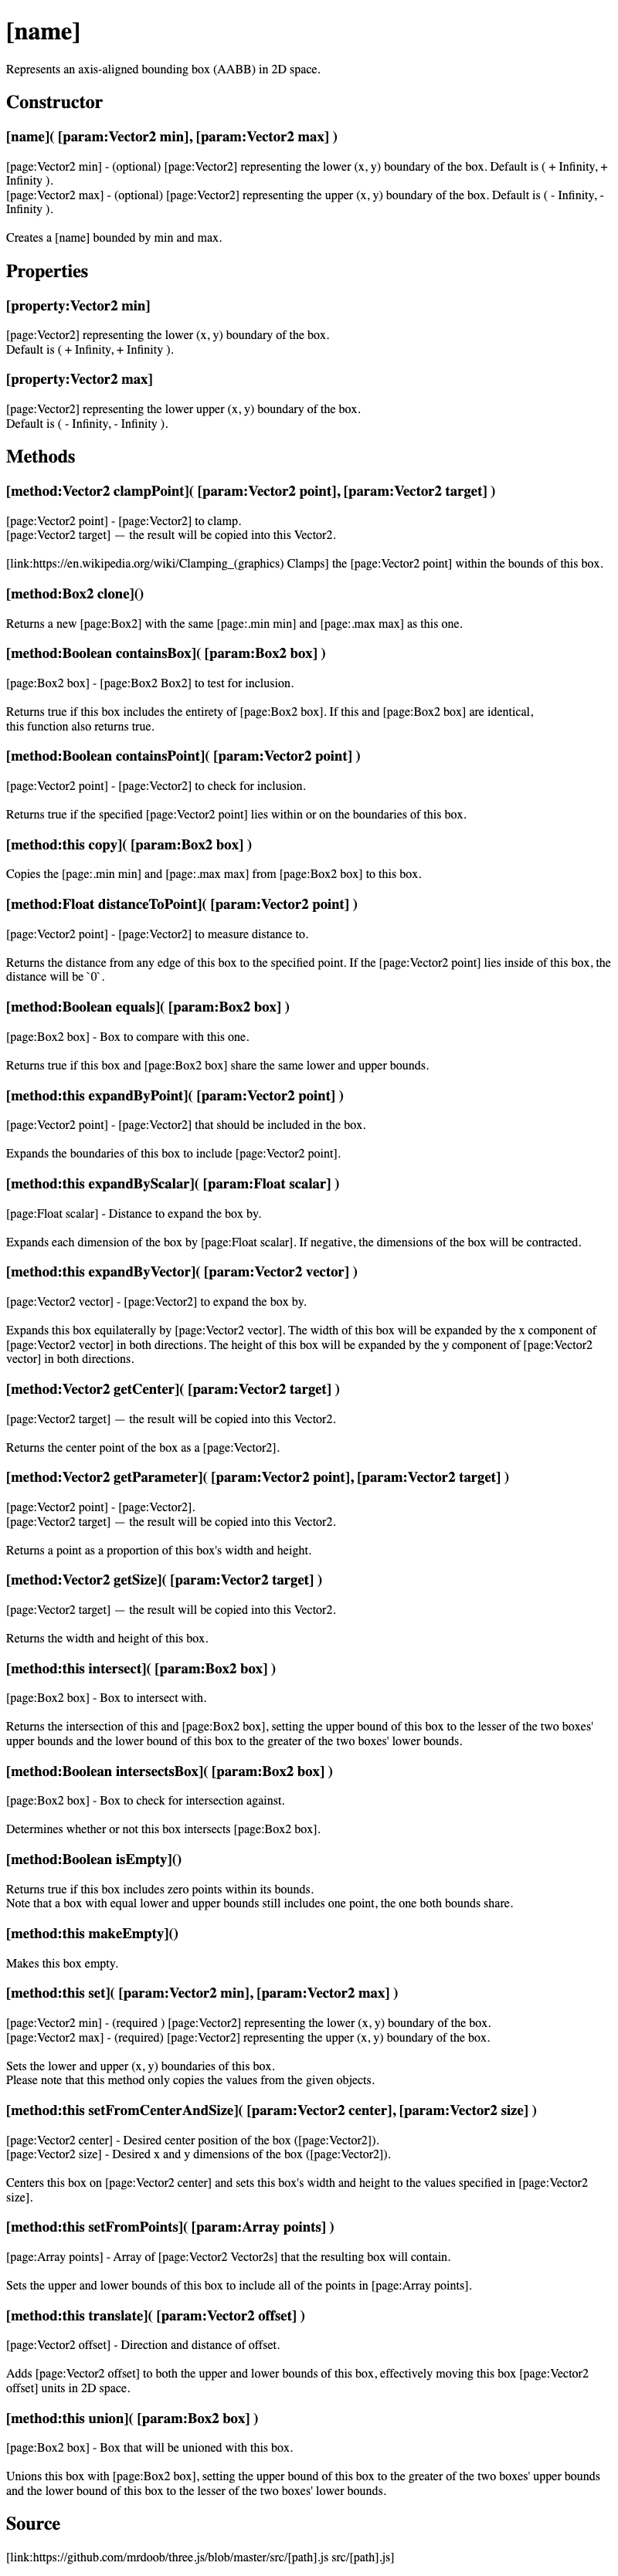 [name]
Represents an axis-aligned bounding box (AABB) in 2D space.
Constructor
[name]( [param:Vector2 min], [param:Vector2 max] )
[page:Vector2 min] - (optional) [page:Vector2] representing the lower (x, y) boundary of the box. Default is ( + Infinity, +
Infinity ).
[page:Vector2 max] - (optional) [page:Vector2] representing the upper (x, y) boundary of the box. Default is ( - Infinity, -
Infinity ).
Creates a [name] bounded by min and max.
Properties
[property:Vector2 min]
[page:Vector2] representing the lower (x, y) boundary of the box.
Default is ( + Infinity, + Infinity ).
[property:Vector2 max]
[page:Vector2] representing the lower upper (x, y) boundary of the box.
Default is ( - Infinity, - Infinity ).
Methods
[method:Vector2 clampPoint]( [param:Vector2 point], [param:Vector2 target] )
[page:Vector2 point] - [page:Vector2] to clamp.
[page:Vector2 target] — the result will be copied into this Vector2.
[link:https://en.wikipedia.org/wiki/Clamping_(graphics) Clamps] the [page:Vector2 point] within the bounds of this box.
[method:Box2 clone]()
Returns a new [page:Box2] with the same [page:.min min] and [page:.max max] as this one.
[method:Boolean containsBox]( [param:Box2 box] )
[page:Box2 box] - [page:Box2 Box2] to test for inclusion.
Returns true if this box includes the entirety of [page:Box2 box]. If this and [page:Box2 box] are identical,
this function also returns true.
[method:Boolean containsPoint]( [param:Vector2 point] )
[page:Vector2 point] - [page:Vector2] to check for inclusion.
Returns true if the specified [page:Vector2 point] lies within or on the boundaries of this box.
[method:this copy]( [param:Box2 box] )
Copies the [page:.min min] and [page:.max max] from [page:Box2 box] to this box.
[method:Float distanceToPoint]( [param:Vector2 point] )
[page:Vector2 point] - [page:Vector2] to measure distance to.
Returns the distance from any edge of this box to the specified point. If the [page:Vector2 point] lies inside of this box, the
distance will be `0`.
[method:Boolean equals]( [param:Box2 box] )
[page:Box2 box] - Box to compare with this one.
Returns true if this box and [page:Box2 box] share the same lower and upper bounds.
[method:this expandByPoint]( [param:Vector2 point] )
[page:Vector2 point] - [page:Vector2] that should be included in the box.
Expands the boundaries of this box to include [page:Vector2 point].
[method:this expandByScalar]( [param:Float scalar] )
[page:Float scalar] - Distance to expand the box by.
Expands each dimension of the box by [page:Float scalar]. If negative, the dimensions of the box will be contracted.
[method:this expandByVector]( [param:Vector2 vector] )
[page:Vector2 vector] - [page:Vector2] to expand the box by.
Expands this box equilaterally by [page:Vector2 vector]. The width of this box will be expanded by the x component of
[page:Vector2 vector] in both directions. The height of this box will be expanded by the y component of [page:Vector2
vector] in both directions.
[method:Vector2 getCenter]( [param:Vector2 target] )
[page:Vector2 target] — the result will be copied into this Vector2.
Returns the center point of the box as a [page:Vector2].
[method:Vector2 getParameter]( [param:Vector2 point], [param:Vector2 target] )
[page:Vector2 point] - [page:Vector2].
[page:Vector2 target] — the result will be copied into this Vector2.
Returns a point as a proportion of this box's width and height.
[method:Vector2 getSize]( [param:Vector2 target] )
[page:Vector2 target] — the result will be copied into this Vector2.
Returns the width and height of this box.
[method:this intersect]( [param:Box2 box] )
[page:Box2 box] - Box to intersect with.
Returns the intersection of this and [page:Box2 box], setting the upper bound of this box to the lesser of the two boxes'
upper bounds and the lower bound of this box to the greater of the two boxes' lower bounds.
[method:Boolean intersectsBox]( [param:Box2 box] )
[page:Box2 box] - Box to check for intersection against.
Determines whether or not this box intersects [page:Box2 box].
[method:Boolean isEmpty]()
Returns true if this box includes zero points within its bounds.
Note that a box with equal lower and upper bounds still includes one point, the one both bounds share.
[method:this makeEmpty]()
Makes this box empty.
[method:this set]( [param:Vector2 min], [param:Vector2 max] )
[page:Vector2 min] - (required ) [page:Vector2] representing the lower (x, y) boundary of the box.
[page:Vector2 max] - (required) [page:Vector2] representing the upper (x, y) boundary of the box.
Sets the lower and upper (x, y) boundaries of this box.
Please note that this method only copies the values from the given objects.
[method:this setFromCenterAndSize]( [param:Vector2 center], [param:Vector2 size] )
[page:Vector2 center] - Desired center position of the box ([page:Vector2]).
[page:Vector2 size] - Desired x and y dimensions of the box ([page:Vector2]).
Centers this box on [page:Vector2 center] and sets this box's width and height to the values specified in [page:Vector2
size].
[method:this setFromPoints]( [param:Array points] )
[page:Array points] - Array of [page:Vector2 Vector2s] that the resulting box will contain.
Sets the upper and lower bounds of this box to include all of the points in [page:Array points].
[method:this translate]( [param:Vector2 offset] )
[page:Vector2 offset] - Direction and distance of offset.
Adds [page:Vector2 offset] to both the upper and lower bounds of this box, effectively moving this box [page:Vector2
offset] units in 2D space.
[method:this union]( [param:Box2 box] )
[page:Box2 box] - Box that will be unioned with this box.
Unions this box with [page:Box2 box], setting the upper bound of this box to the greater of the two boxes' upper bounds
and the lower bound of this box to the lesser of the two boxes' lower bounds.
Source
[link:https://github.com/mrdoob/three.js/blob/master/src/[path].js src/[path].js]